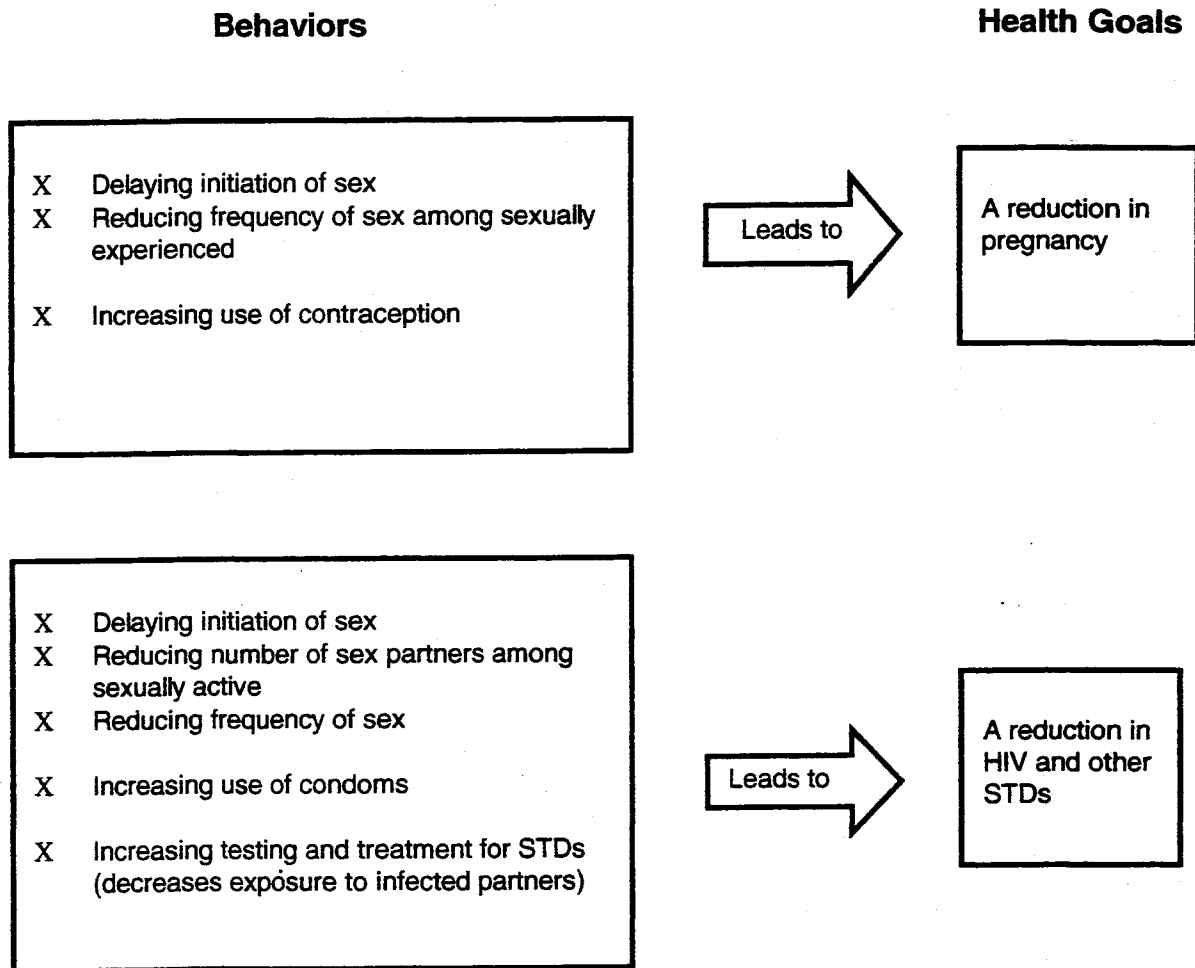 Behaviors
Health Goals
X Delaying initiation of sex
X Reducing frequency of sex among sexually
experienced
X Increasing use of contraception
Leads to
A reduction in
pregnancy
X Delaying initiation of sex
X Reducing number of sex partners among
sexually active
X Reducing frequency of sex
X Increasing use of condoms
X Increasing testing and treatment for STDs
(decreases exposure to infected partners)
Leads to
A reduction in
HIV and other
STDs